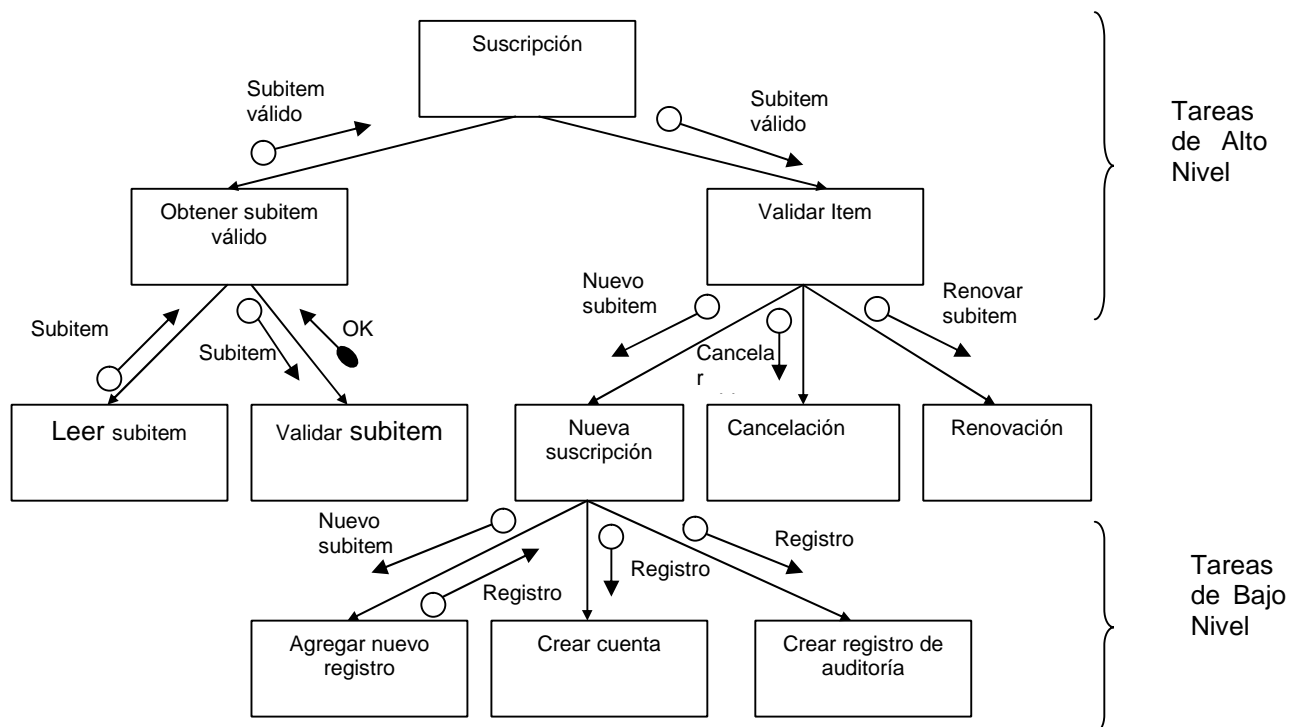 Suscripción
Subitem
válido
Subitem
válido
Tareas
de Alto
Nivel
Obtener subitem
válido
Validar Item
Nuevo
subitem
Renovar
subitem
Subitem
Subitem
OK
Cancela
r
Leer subitem
Validar subitem
Nueva
suscripción
Cancelación
Renovación
Nuevo
subitem
Registro
Registro
Registro
Tareas
de Bajo
Nivel
Agregar nuevo
registro
Crear cuenta
Crear registro de
auditoría